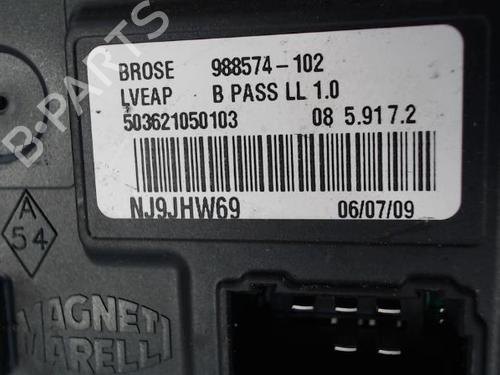 BROSE 988574-102
LVEAP B PASS LL 1.0
503621050103 08 5.917.2
NJ9JHW69 06/07/09
A
54
MAGNETI
MARELLI
B-PARTS